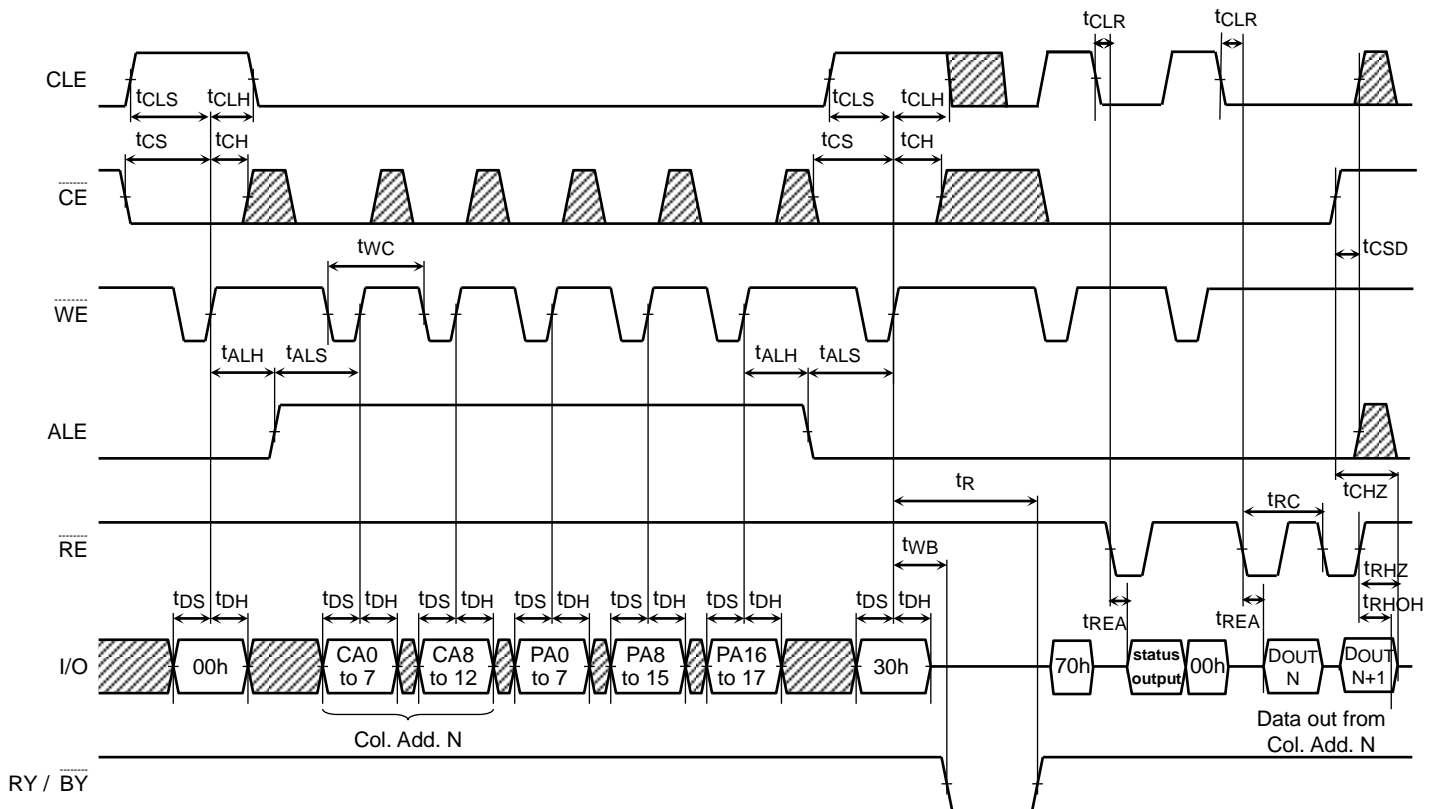 tCLR tCLR
CLE
tCLS tCLH tCLS tCLH
tCS tCH tCS tCH
CE
tWC tCSD
WE
tALH tALS tALH tALS
ALE
tR tCHZ
tRC
RE
tWB
tRHZ
tDS tDH tDS tDH tDS tDH tDS tDH tDS tDH tDS tDH tDS tDH tRHOH
tREA tREA
I/O 00h CA0 to 7 CA8 to 12 PA0 to 7 PA8 to 15 PA16 to 17 30h 70h status output 00h DOUT N DOUT N+1
Col. Add. N
Data out from
Col. Add. N
RY / BY